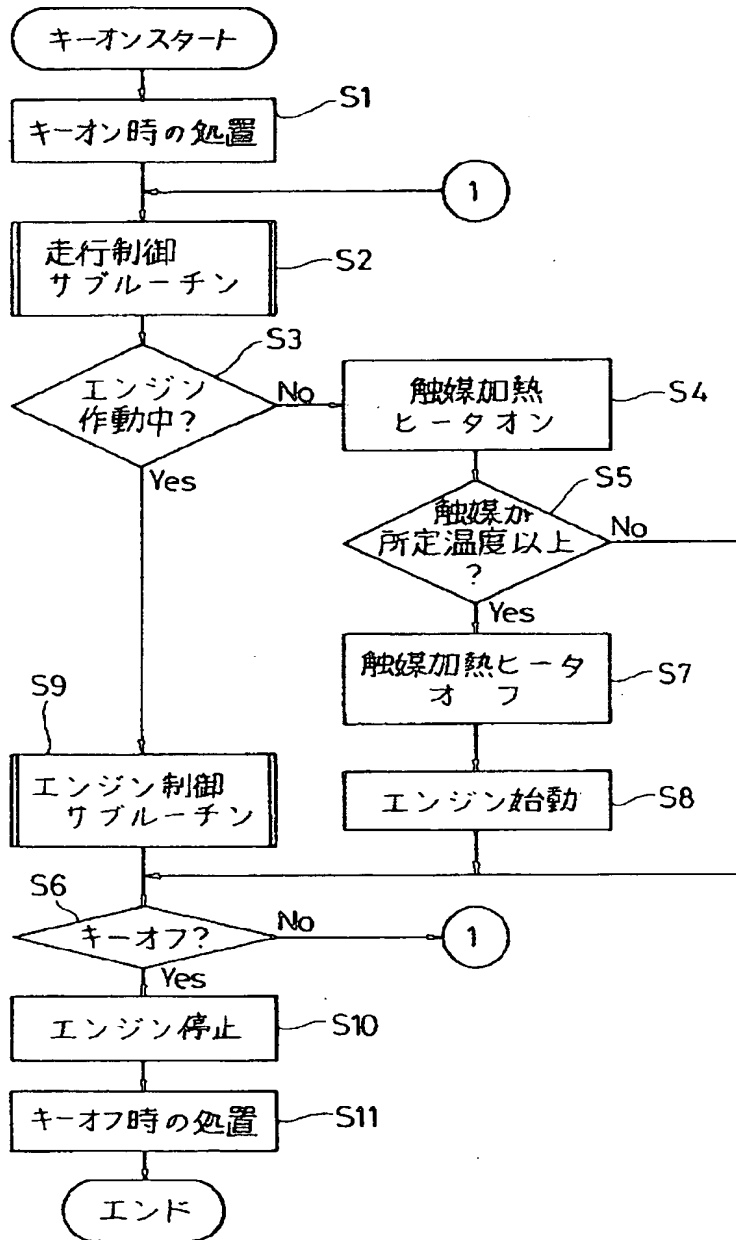 キーオンスタート
キーオン時の処置
S1
1
走行制御
サブルーチン
S2
S3
エンジン
作動中?
No
Yes
触媒加熱
ヒータオン
S4
S5
触媒が
所定温度以上
?
No
Yes
触媒加熱ヒータ
オフ
S7
S9
エンジン制御
サブルーチン
エンジン始動
S8
S6
キーオフ?
No
1
Yes
エンジン停止
S10
キーオフ時の処置
S11
エンド